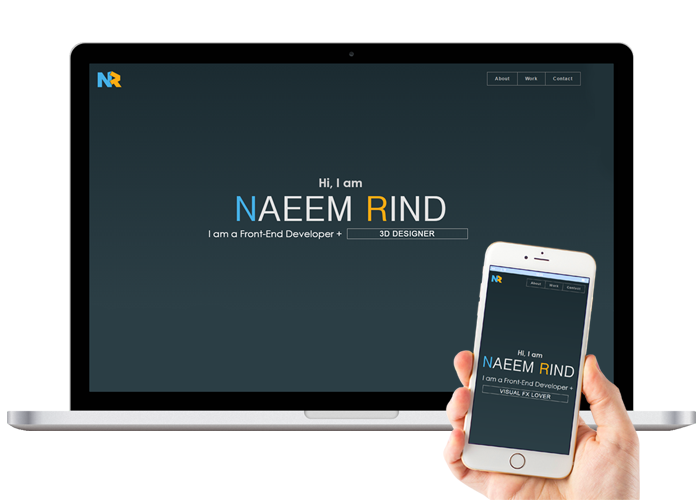 NR
About Work Contact
Hi, I am
NAEEM RIND
I am a Front-End Developer + 3D DESIGNER
NR
About Work Contact
Hi, I am
NAEEM RIND
I am a Front-End Developer +
VISUAL FX LOVER